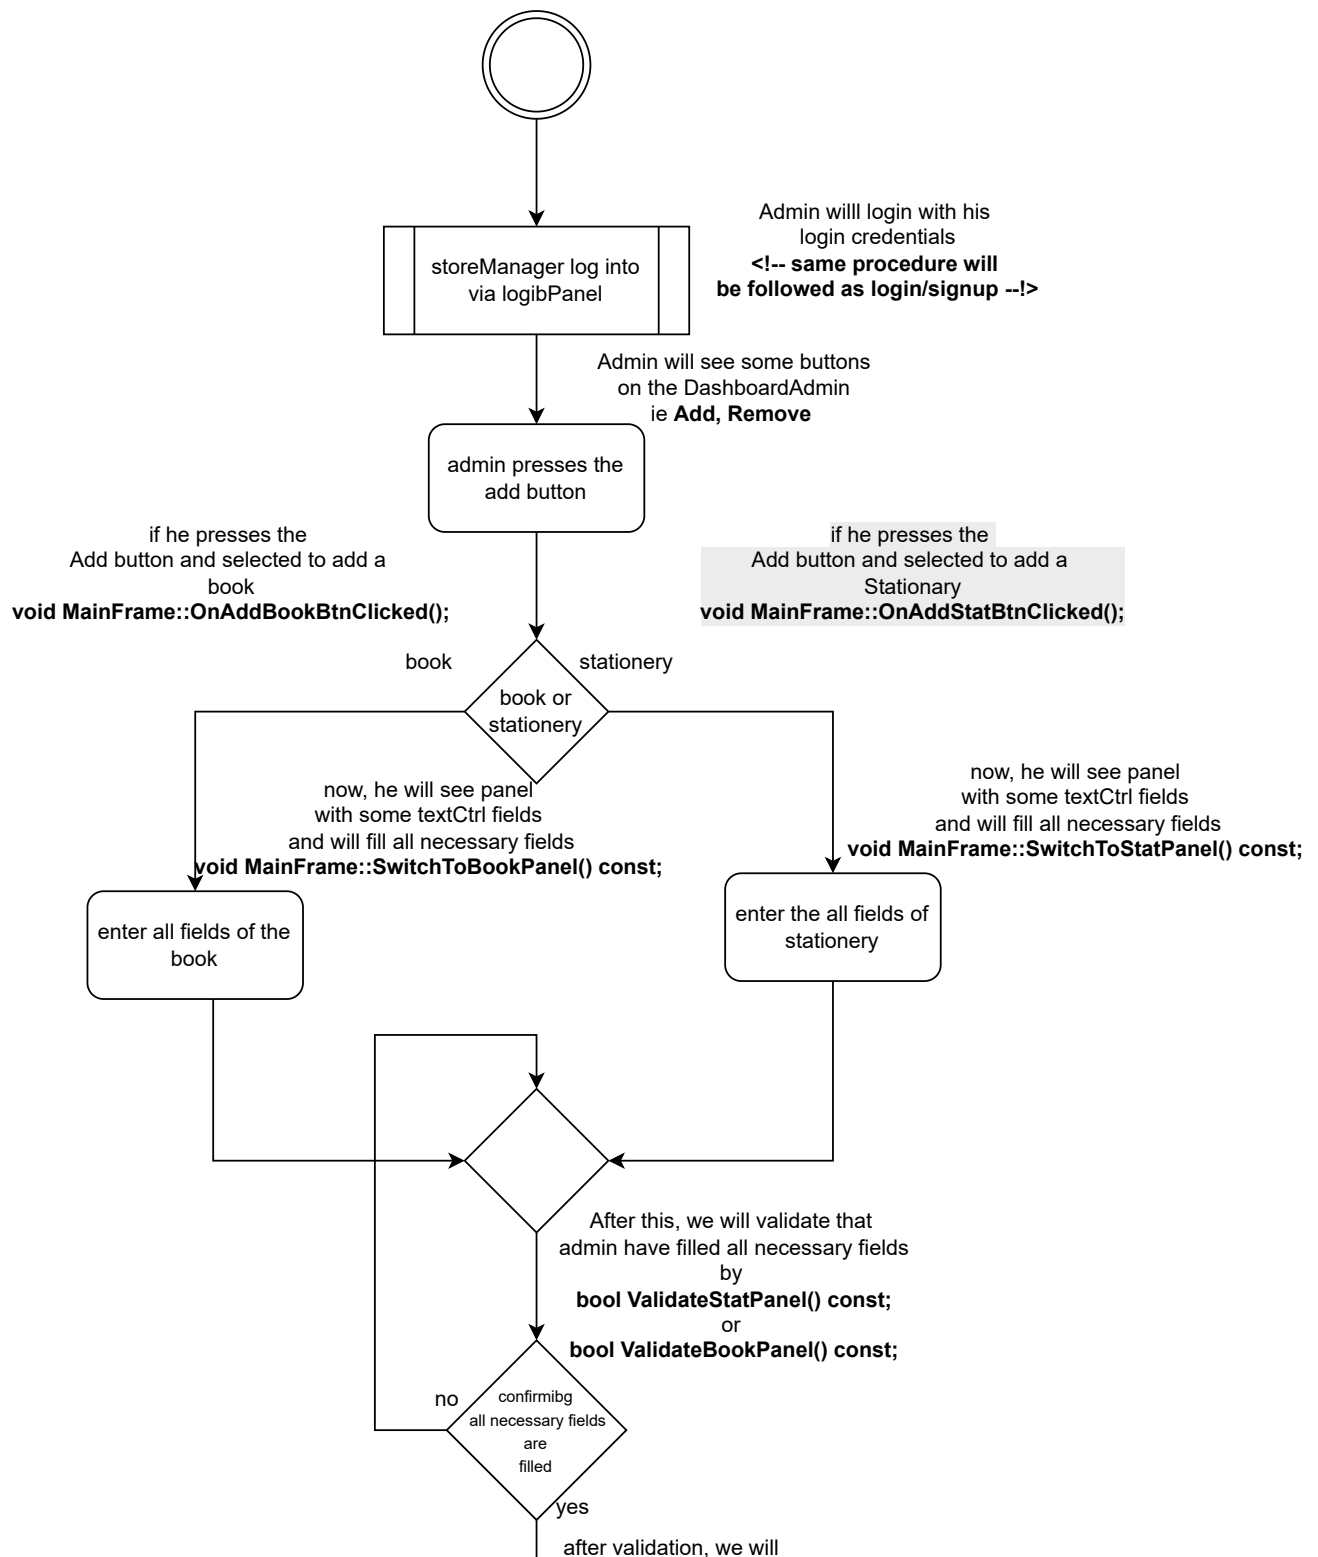 Admin willl login with his
login credentials
<!-- same procedure will
be followed as login/signup --!>
storeManager log into
via logibPanel
Admin will see some buttons
on the DashboardAdmin
ie Add, Remove
admin presses the
add button
if he presses the
Add button and selected to add a
book
void MainFrame::OnAddBookBtnClicked();
if he presses the
Add button and selected to add a
Stationary
void MainFrame::OnAddStatBtnClicked();
book
stationery
book or
stationery
now, he will see panel
with some textCtrl fields
and will fill all necessary fields
void MainFrame::SwitchToBookPanel() const;
now, he will see panel
with some textCtrl fields
and will fill all necessary fields
void MainFrame::SwitchToStatPanel() const;
enter all fields of the
book
enter the all fields of
stationery
After this, we will validate that
admin have filled all necessary fields
by
bool ValidateStatPanel() const;
or
bool ValidateBookPanel() const;
no
confirmibg
all necessary fields
are
filled
yes
after validation, we will